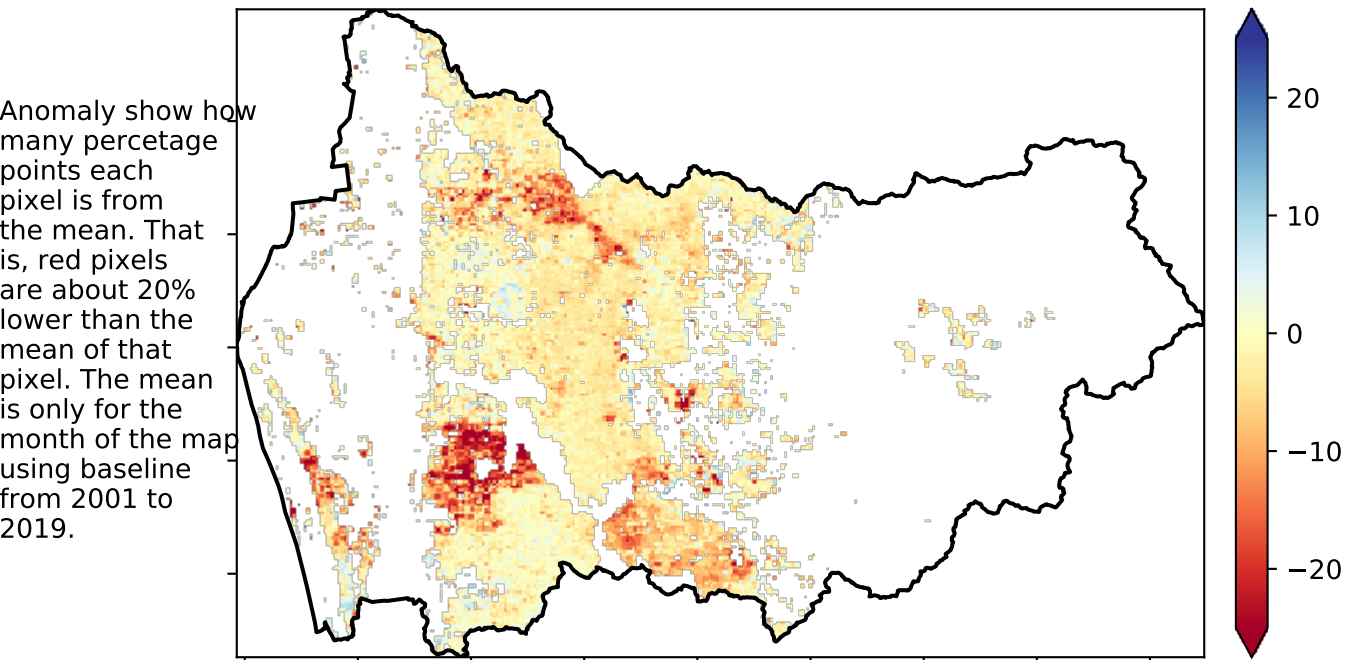 Anomaly show how
many percetage
points each
pixel is from
the mean. That
is, red pixels
are about 20%
lower than the
mean of that
pixel. The mean
is only for the
month of the map
using baseline
from 2001 to
2019.
20
10
0
−10
−20